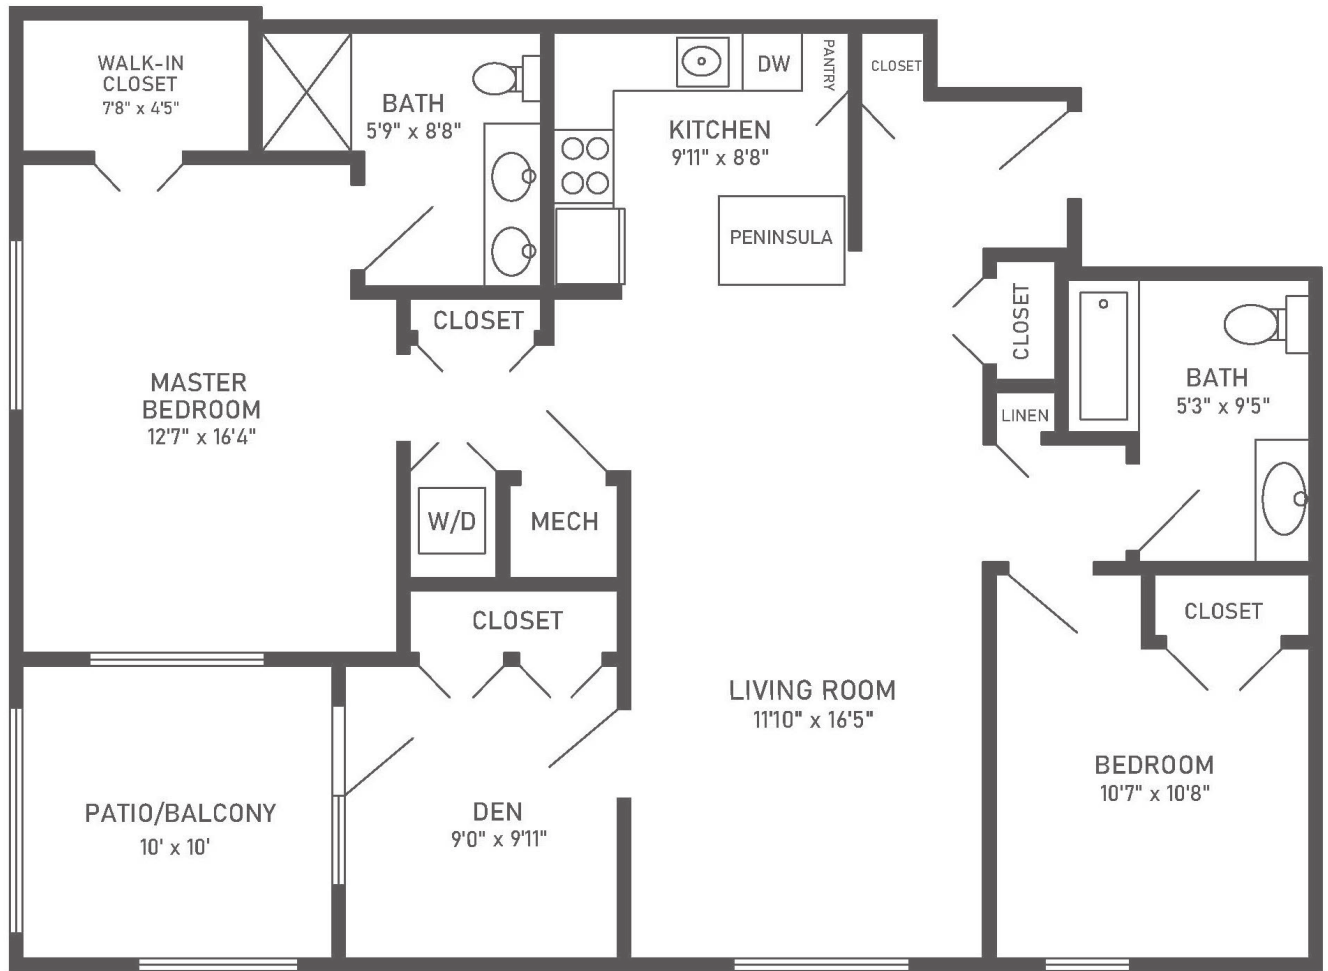 WALK-IN
CLOSET
7'8" x 4'5"
BATH
5'9" x 8'8"
KITCHEN
9'11" x 8'8"
DW
PANTRY
CLOSET
PENINSULA
CLOSET
CLOSET
LINEN
BATH
5'3" x 9'5"
MASTER
BEDROOM
12'7" x 16'4"
W/D
MECH
CLOSET
CLOSET
LIVING ROOM
11'10" x 16'5"
BEDROOM
10'7" x 10'8"
PATIO/BALCONY
10' x 10'
DEN
9'0" x 9'11"